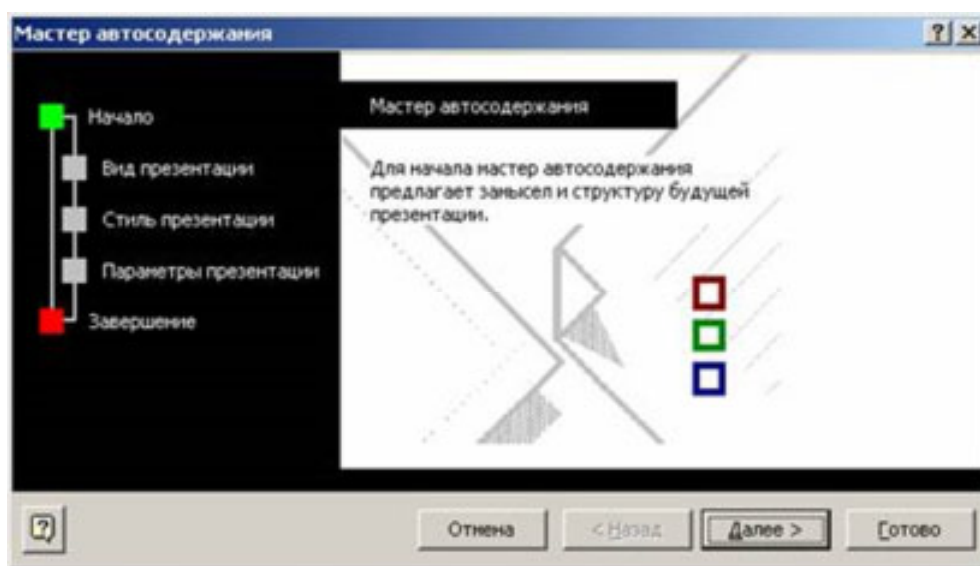 Мастер автосодержания
? ×
Начало
Вид презентации
Стиль презентации
Параметры презентации
Завершение
Мастер автосодержания
Для начала мастер автосодержания
предлагает замысел и структуру будущей
презентации.
?
Отмена
< Назад
Далее >
Готово